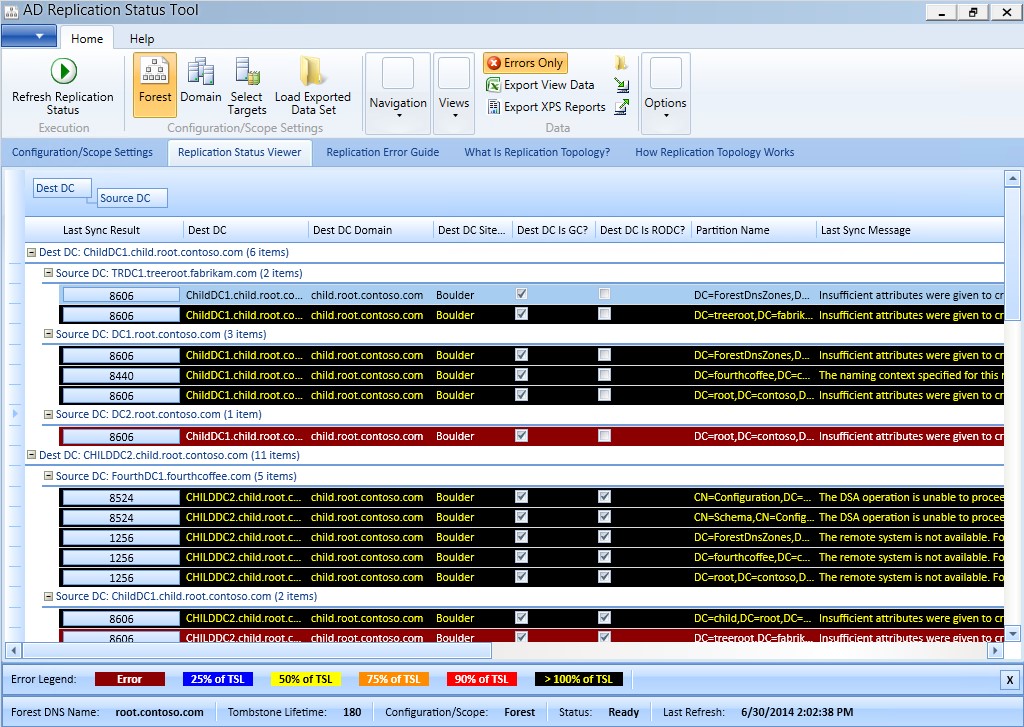 AD Replication Status Tool
Home Help
Refresh Replication Status
Execution
Forest
Domain
Select Targets
Load Exported Data Set
Configuration/Scope Settings
Navigation
Views
Errors Only
Export View Data
Export XPS Reports
Data
Options
Configuration/Scope Settings Replication Status Viewer Replication Error Guide What Is Replication Topology? How Replication Topology Works
Dest DC
Source DC
Last Sync Result Dest DC Dest DC Domain Dest DC Site... Dest DC Is GC? Dest DC Is RODC? Partition Name Last Sync Message
Dest DC: ChildDC1.child.root.contoso.com (6 items)
Source DC: TRDC1.treeroot.fabrikam.com (2 items)
8606 ChildDC1.child.root.co... child.root.contoso.com Boulder DC=ForestDnsZones,D... Insufficient attributes were given to cr
8606 ChildDC1.child.root.co... child.root.contoso.com Boulder DC=treeroot,DC=fabrik... Insufficient attributes were given to cr
Source DC: DC1.root.contoso.com (3 items)
8606 ChildDC1.child.root.co... child.root.contoso.com Boulder DC=ForestDnsZones,D... Insufficient attributes were given to cr
8440 ChildDC1.child.root.co... child.root.contoso.com Boulder DC=fourthcoffee,DC=c... The naming context specified for this r
8606 ChildDC1.child.root.co... child.root.contoso.com Boulder DC=root,DC=contoso,D... Insufficient attributes were given to cr
Source DC: DC2.root.contoso.com (1 item)
8606 ChildDC1.child.root.co... child.root.contoso.com Boulder DC=root,DC=contoso,D... Insufficient attributes were given to cr
Dest DC: CHILDDC2.child.root.contoso.com (11 items)
Source DC: FourthDC1.fourthcoffee.com (5 items)
8524 CHILDDC2.child.root.c... child.root.contoso.com Boulder CN=Configuration,DC=... The DSA operation is unable to procee
8524 CHILDDC2.child.root.c... child.root.contoso.com Boulder CN=Schema,CN=Config... The DSA operation is unable to procee
1256 CHILDDC2.child.root.c... child.root.contoso.com Boulder DC=ForestDnsZones,D... The remote system is not available. Fo
1256 CHILDDC2.child.root.c... child.root.contoso.com Boulder DC=fourthcoffee,DC=c... The remote system is not available. Fo
1256 CHILDDC2.child.root.c... child.root.contoso.com Boulder DC=root,DC=contoso,D... The remote system is not available. Fo
Source DC: ChildDC1.child.root.contoso.com (2 items)
8606 CHILDDC2.child.root.c... child.root.contoso.com Boulder DC=child,DC=root,DC=... Insufficient attributes were given to cr
8606 CHILDDC2.child.root.c... child.root.contoso.com Boulder DC=treeroot,DC=fabrik... Insufficient attributes were given to cr
Error Legend: Error 25% of TSL 50% of TSL 75% of TSL 90% of TSL > 100% of TSL X
Forest DNS Name: root.contoso.com Tombstone Lifetime: 180 Configuration/Scope: Forest Status: Ready Last Refresh: 6/30/2014 2:02:38 PM